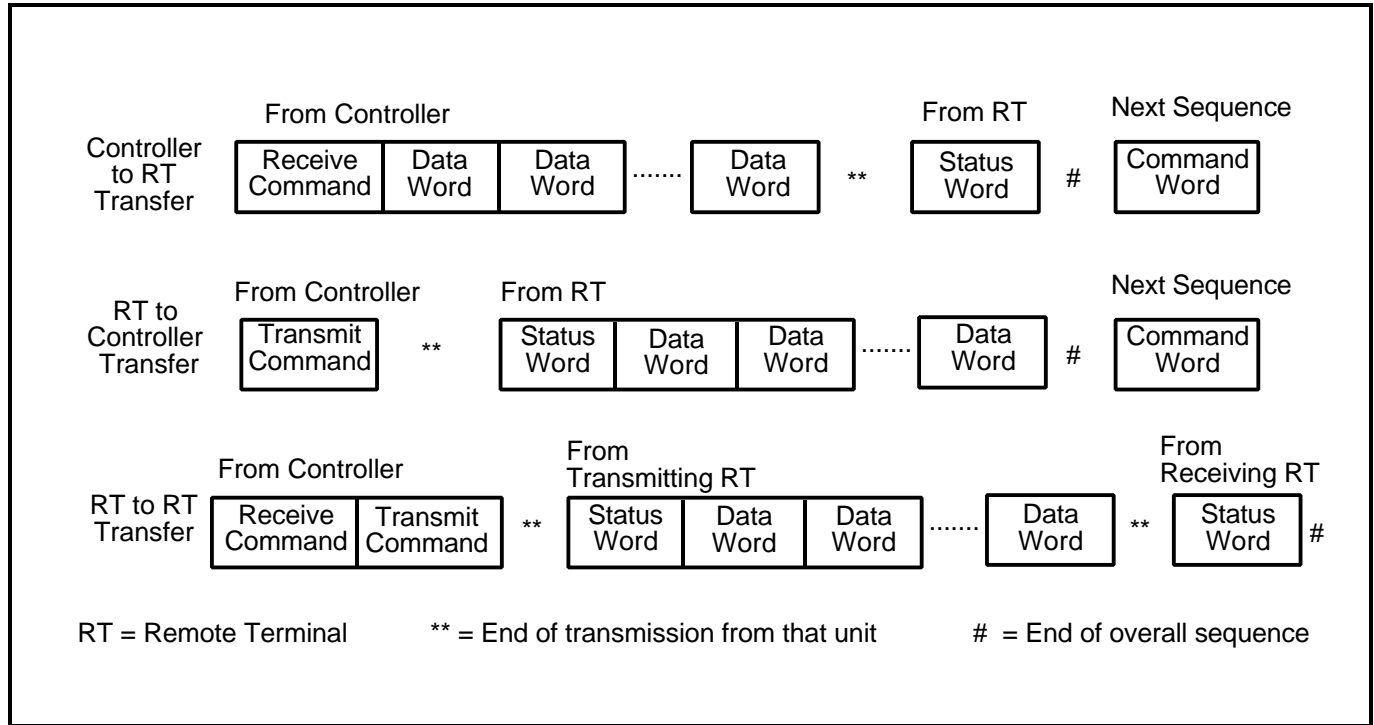 From Controller
From RT
Next Sequence
Controller
to RT
Transfer
Receive
Command
Data
Word
Data
Word
.......
Data
Word
**
Status
Word
#
Command
Word
From Controller
From RT
Next Sequence
RT to
Controller
Transfer
Transmit
Command
**
Status
Word
Data
Word
Data
Word
.......
Data
Word
#
Command
Word
From Controller
From
Transmitting RT
From
Receiving RT
RT to RT
Transfer
Receive
Command
Transmit
Command
**
Status
Word
Data
Word
Data
Word
.......
Data
Word
**
Status
Word
#
RT = Remote Terminal
** = End of transmission from that unit
# = End of overall sequence